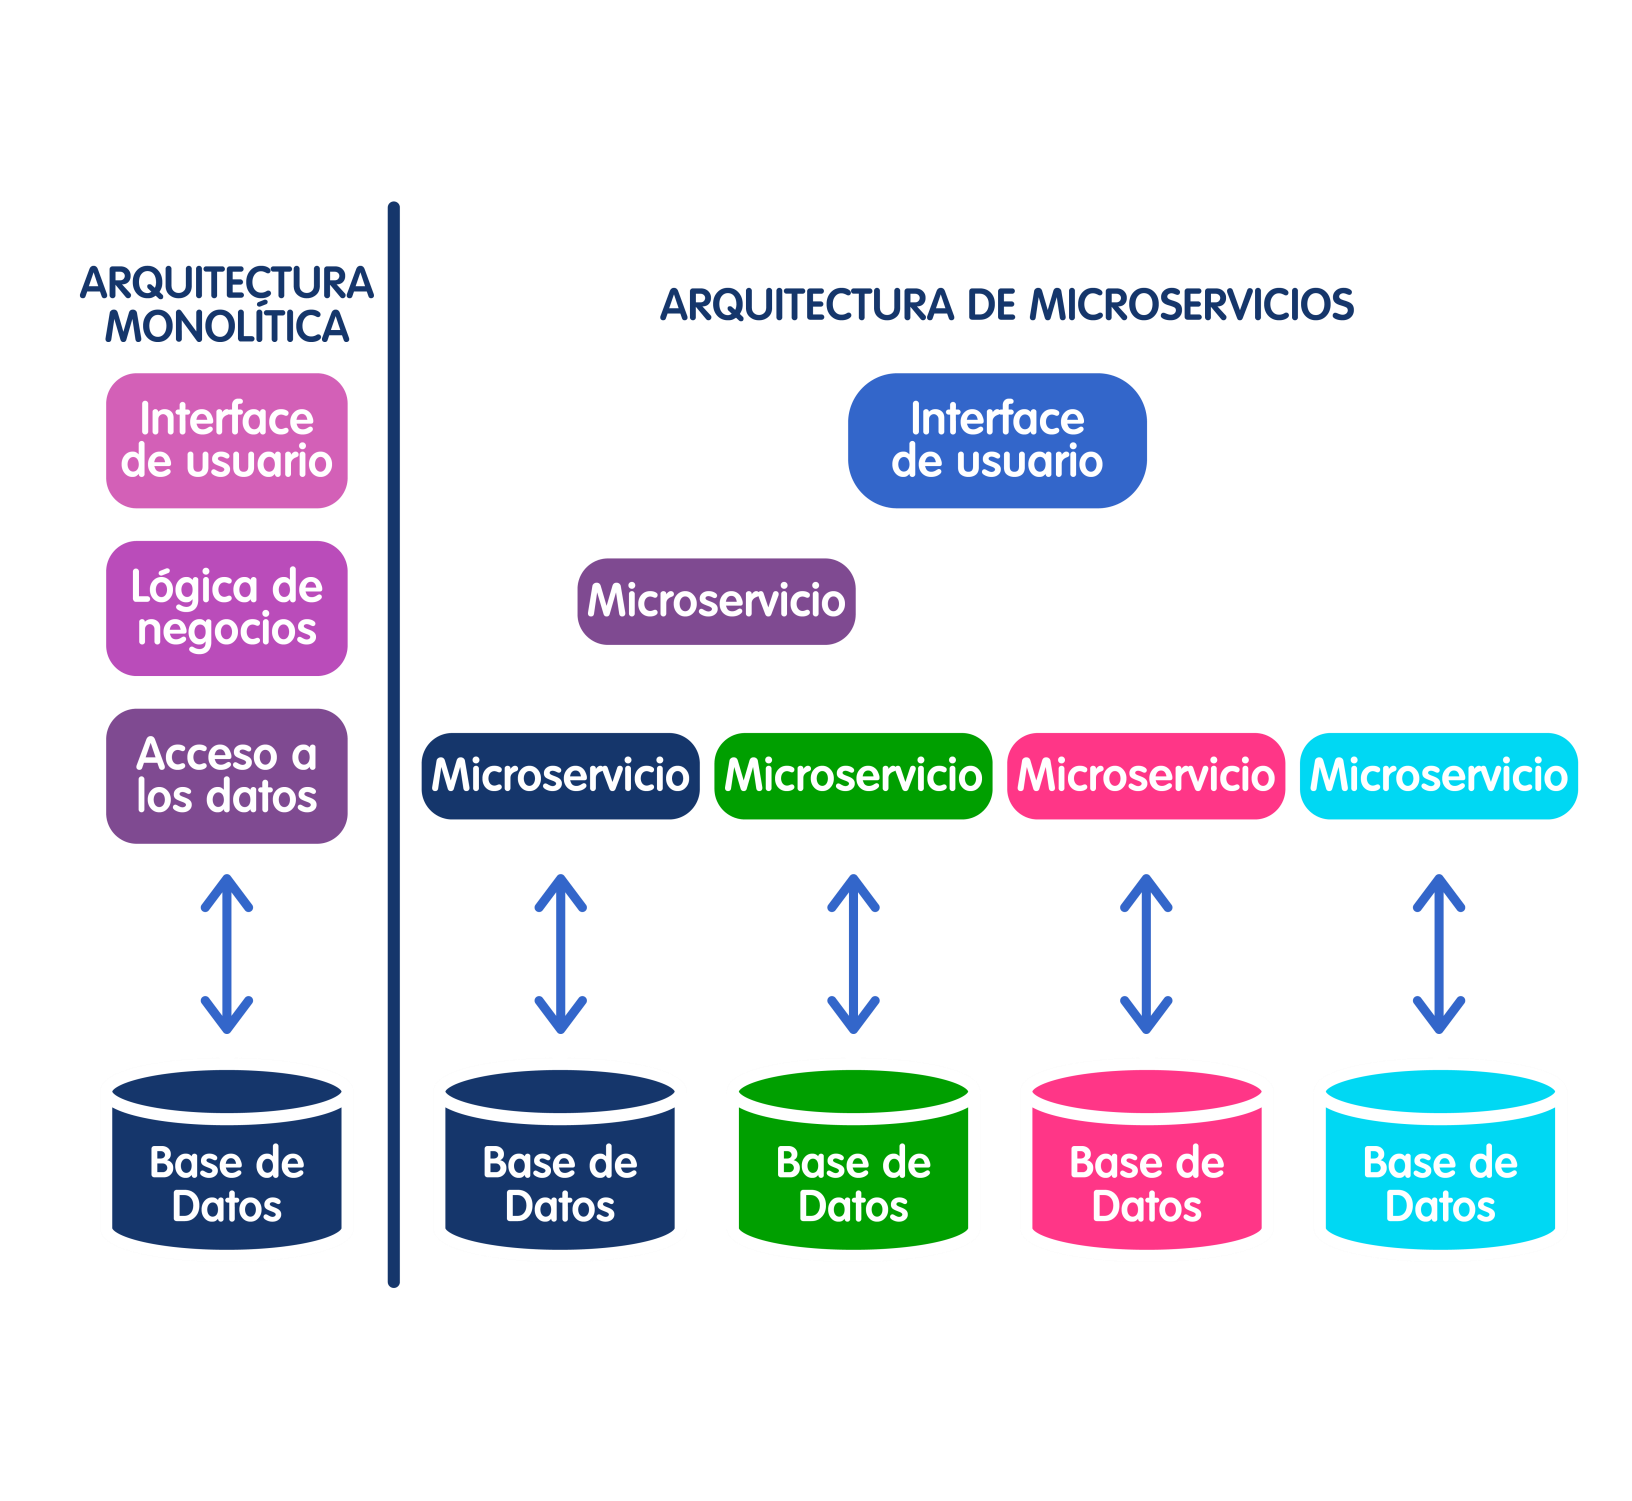 ARQUITECTURA
MONOLÍTICA
Interface
de usuario
Lógica de
negocios
Acceso a
los datos
Base de
Datos
ARQUITECTURA DE MICROSERVICIOS
Interface
de usuario
Microservicio
Microservicio
Microservicio
Microservicio
Microservicio
Base de
Datos
Base de
Datos
Base de
Datos
Base de
Datos